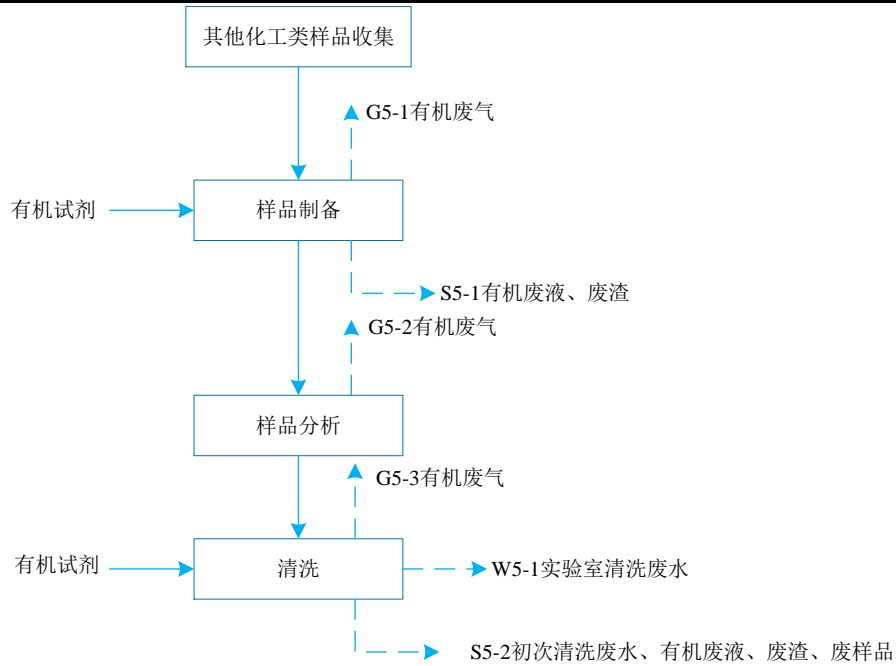 其他化工类样品收集
G5-1有机废气
有机试剂
样品制备
S5-1有机废液、废渣
G5-2有机废气
样品分析
G5-3有机废气
有机试剂
清洗
W5-1实验室清洗废水
S5-2初次清洗废水、有机废液、废渣、废样品